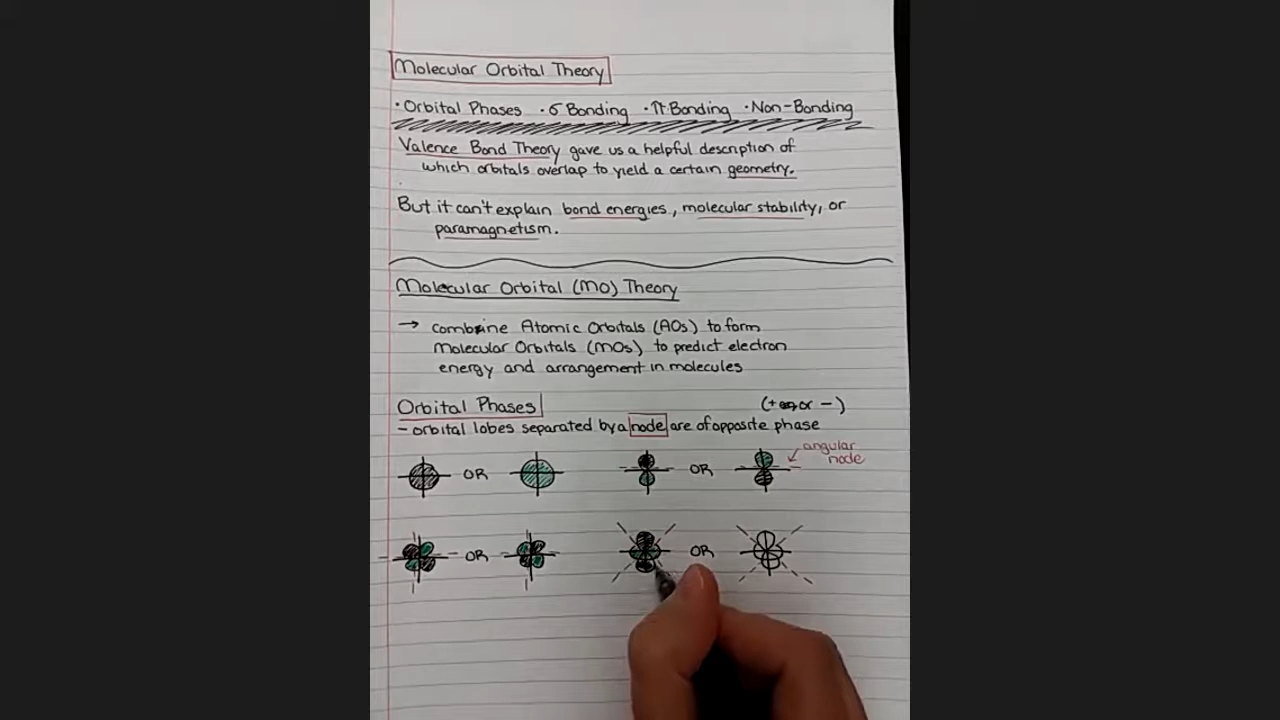 Molecular Orbital Theory
• Orbital Phases • σ Bonding • π Bonding • Non-Bonding
Valence Bond Theory gave us a helpful description of
which orbitals overlap to yield a certain geometry.
But it can't explain bond energies, molecular stability, or
paramagnetism.
Molecular Orbital (MO) Theory
→ combine Atomic Orbitals (AOs) to form
Molecular Orbitals (MOs) to predict electron
energy and arrangement in molecules
Orbital Phases
(+ or −)
- orbital lobes separated by a node are of opposite phase
angular
node
OR OR
OR OR